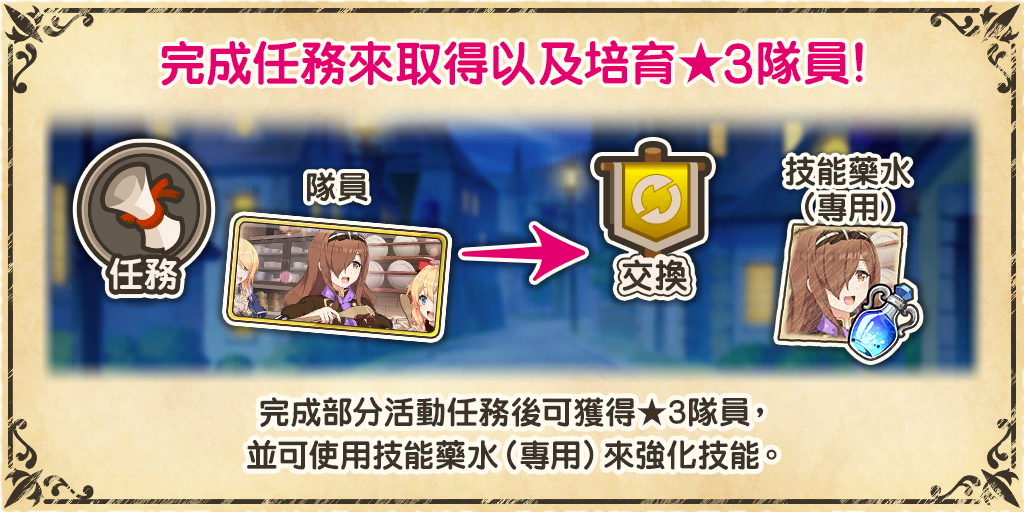 完成任務來取得以及培育★3隊員!
任務
隊員
交換
技能藥水
(專用)
完成部分活動任務後可獲得★3隊員，
並可使用技能藥水(專用)來強化技能。